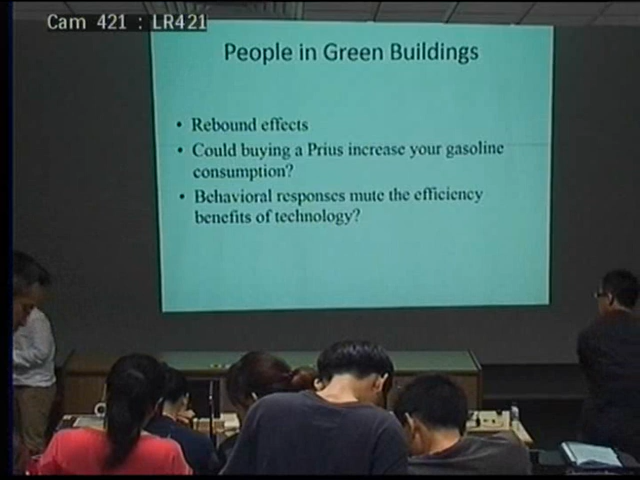 Cam 421 : LR421
People in Green Buildings
• Rebound effects
• Could buying a Prius increase your gasoline
consumption?
• Behavioral responses mute the efficiency
benefits of technology?